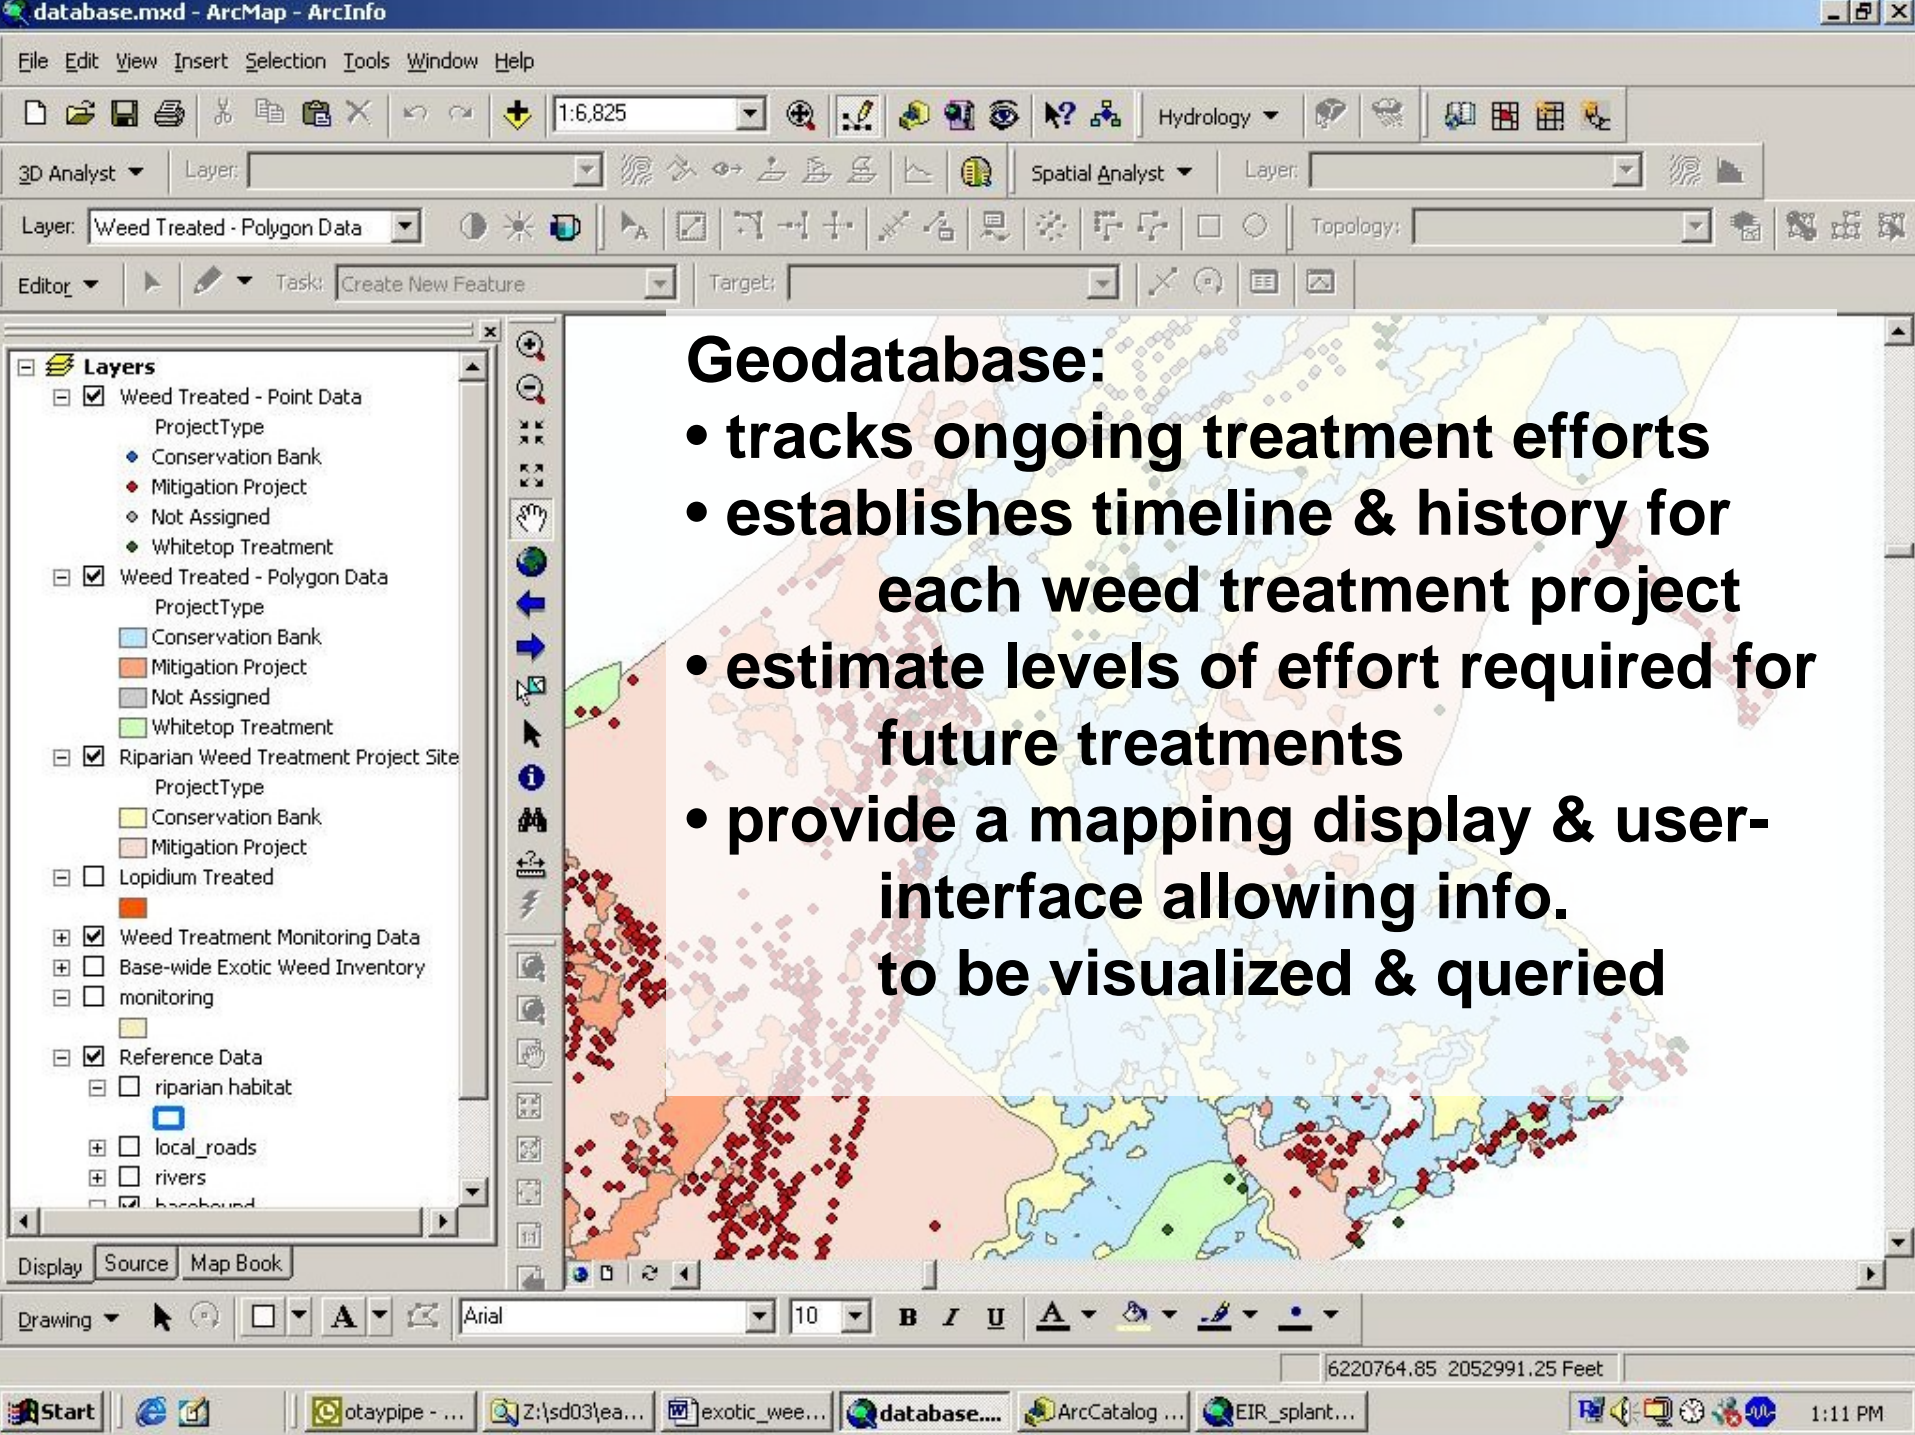 database.mxd - ArcMap - ArcInfo
File Edit View Insert Selection Tools Window Help
1:6,825 Hydrology
3D Analyst Layer: Spatial Analyst Layer:
Layer: Weed Treated - Polygon Data Topology:
Editor Task: Create New Feature Target:
Layers
Weed Treated - Point Data
ProjectType
Conservation Bank
Mitigation Project
Not Assigned
Whitetop Treatment
Weed Treated - Polygon Data
ProjectType
Conservation Bank
Mitigation Project
Not Assigned
Whitetop Treatment
Riparian Weed Treatment Project Site
ProjectType
Conservation Bank
Mitigation Project
Lopidium Treated
Weed Treatment Monitoring Data
Base-wide Exotic Weed Inventory
monitoring
Reference Data
riparian habitat
local_roads
rivers
basebound
Display Source Map Book
Geodatabase:
• tracks ongoing treatment efforts
• establishes timeline & history for
each weed treatment project
• estimate levels of effort required for
future treatments
• provide a mapping display & user-
interface allowing info.
to be visualized & queried
Drawing A Arial 10 B I U A
6220764.85 2052991.25 Feet
Start otaypipe - ... Z:\sd03\ea... exotic_wee... database.... ArcCatalog ... EIR_splant... 1:11 PM